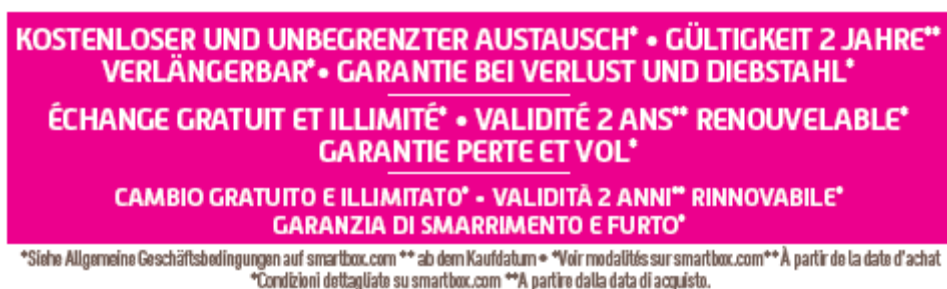 KOSTENLOSER UND UNBEGRENZTER AUSTAUSCH* • GÜLTIGKEIT 2 JAHRE**
VERLÄNGERBAR* • GARANTIE BEI VERLUST UND DIEBSTAHL*
ÉCHANGE GRATUIT ET ILLIMITÉ* • VALIDITÉ 2 ANS** RENOUVELABLE*
GARANTIE PERTE ET VOL*
CAMBIO GRATUITO E ILLIMITATO* - VALIDITÀ 2 ANNI** RINNOVABILE*
GARANZIA DI SMARRIMENTO E FURTO*
*Siehe Allgemeine Geschäftsbedingungen auf smartbox.com ** ab dem Kaufdatum • *Voir modalités sur smartbox.com** À partir de la date d'achat
*Condizioni dettagliate su smartbox.com **A partire dalla data di acquisto.